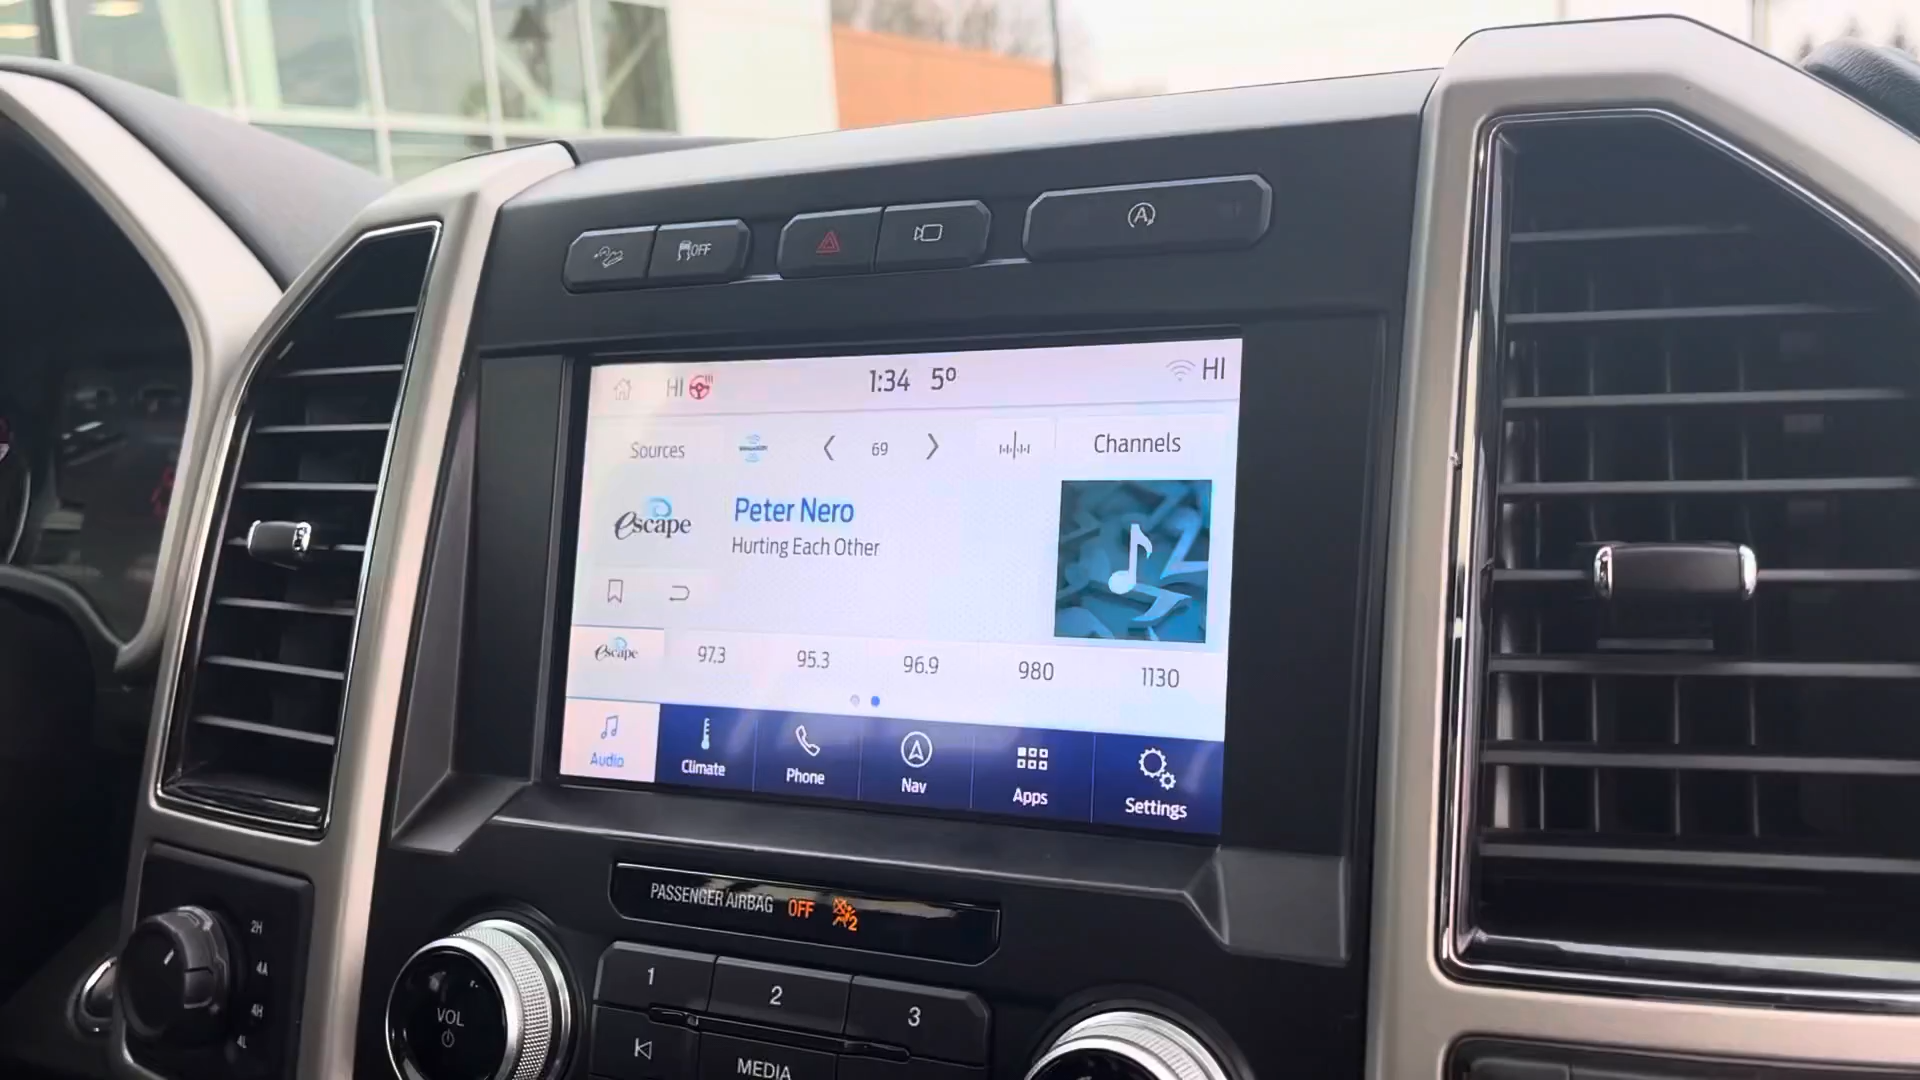 OFF
A
HI 1:34 5° HI
Sources 69 Channels
escape
Peter Nero
Hurting Each Other
escape 97.3 95.3 96.9 980 1130
Audio Climate Phone Nav Apps Settings
PASSENGER AIRBAG OFF 2
2H
4A
4H
4L
VOL
1 2 3
MEDIA